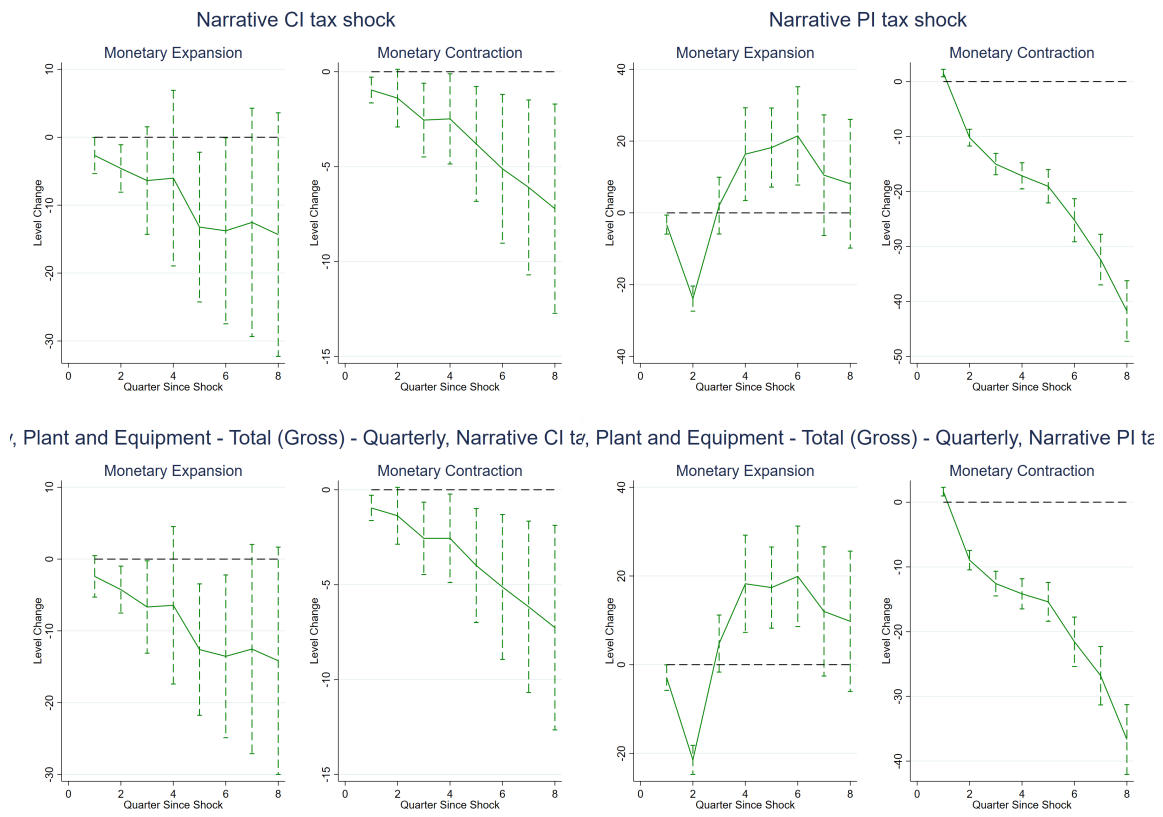 Narrative CI tax shock
Narrative PI tax shock
Monetary Expansion
Monetary Contraction
Monetary Expansion
Monetary Contraction
Level Change
10
0
-10
-20
-30
0 2 4 6 8
Quarter Since Shock
Level Change
0
-5
-10
-15
0 2 4 6 8
Quarter Since Shock
Level Change
40
20
0
-20
-40
0 2 4 6 8
Quarter Since Shock
Level Change
0
-10
-20
-30
-40
-50
0 2 4 6 8
Quarter Since Shock
, Plant and Equipment - Total (Gross) - Quarterly, Narrative CI
, Plant and Equipment - Total (Gross) - Quarterly, Narrative PI
Monetary Expansion
Monetary Contraction
Monetary Expansion
Monetary Contraction
Level Change
10
0
-10
-20
-30
0 2 4 6 8
Quarter Since Shock
Level Change
0
-5
-10
-15
0 2 4 6 8
Quarter Since Shock
Level Change
40
20
0
-20
0 2 4 6 8
Quarter Since Shock
Level Change
0
-10
-20
-30
-40
0 2 4 6 8
Quarter Since Shock